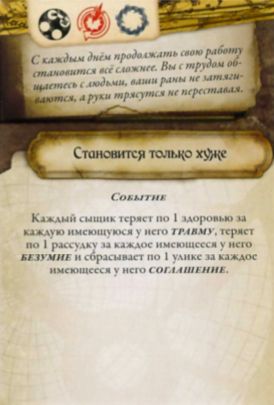 С каждым днём продолжать свою работу
становится всё сложнее. Вы с трудом об-
щаетесь с людьми, ваши раны не затяги-
ваются, а руки трясутся не переставая.
Становится только хуже
Событие
Каждый сыщик теряет по 1 здоровью за
каждую имеющуюся у него ТРАВМУ, теряет
по 1 рассудку за каждое имеющееся у него
БЕЗУМИЕ и сбрасывает по 1 улике за каждое
имеющееся у него СОГЛАШЕНИЕ.